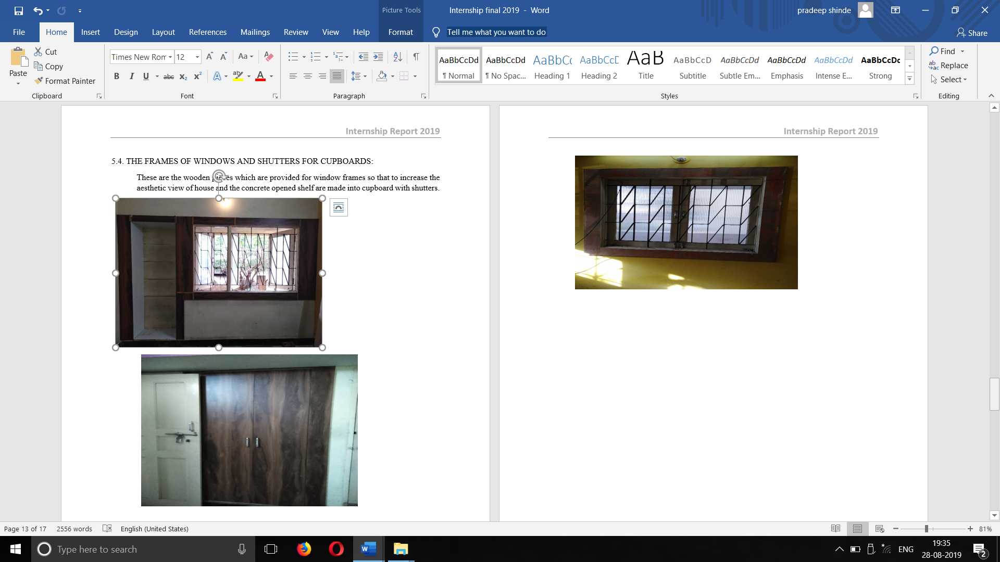 Picture Tools
Internship final 2019 - Word
pradeep shinde
File Home Insert Design Layout References Mailings Review View Help Format Tell me what you want to do Share
Paste
Cut
Copy
Format Painter
Clipboard
Times New Ror 12 Aa
B I U abc x₂ x² A ab A
Font
Paragraph
AaBbCcDd AaBbCcDd AaBbCc AaBbCcD AaB AaBbCcD AaBbCcDd AaBbCcDd AaBbCcDd AaBbCcDc
¶ Normal ¶ No Spac... Heading 1 Heading 2 Title Subtitle Subtle Em... Emphasis Intense E... Strong
Styles
Find
Replace
Select
Editing
Internship Report 2019
5.4. THE FRAMES OF WINDOWS AND SHUTTERS FOR CUPBOARDS:
These are the wooden which are provided for window frames so that to increase the
aesthetic view of house and the concrete opened shelf are made into cupboard with shutters.
Internship Report 2019
Page 13 of 17 2556 words English (United States) 81%
Type here to search
ENG
19:35
28-08-2019
2